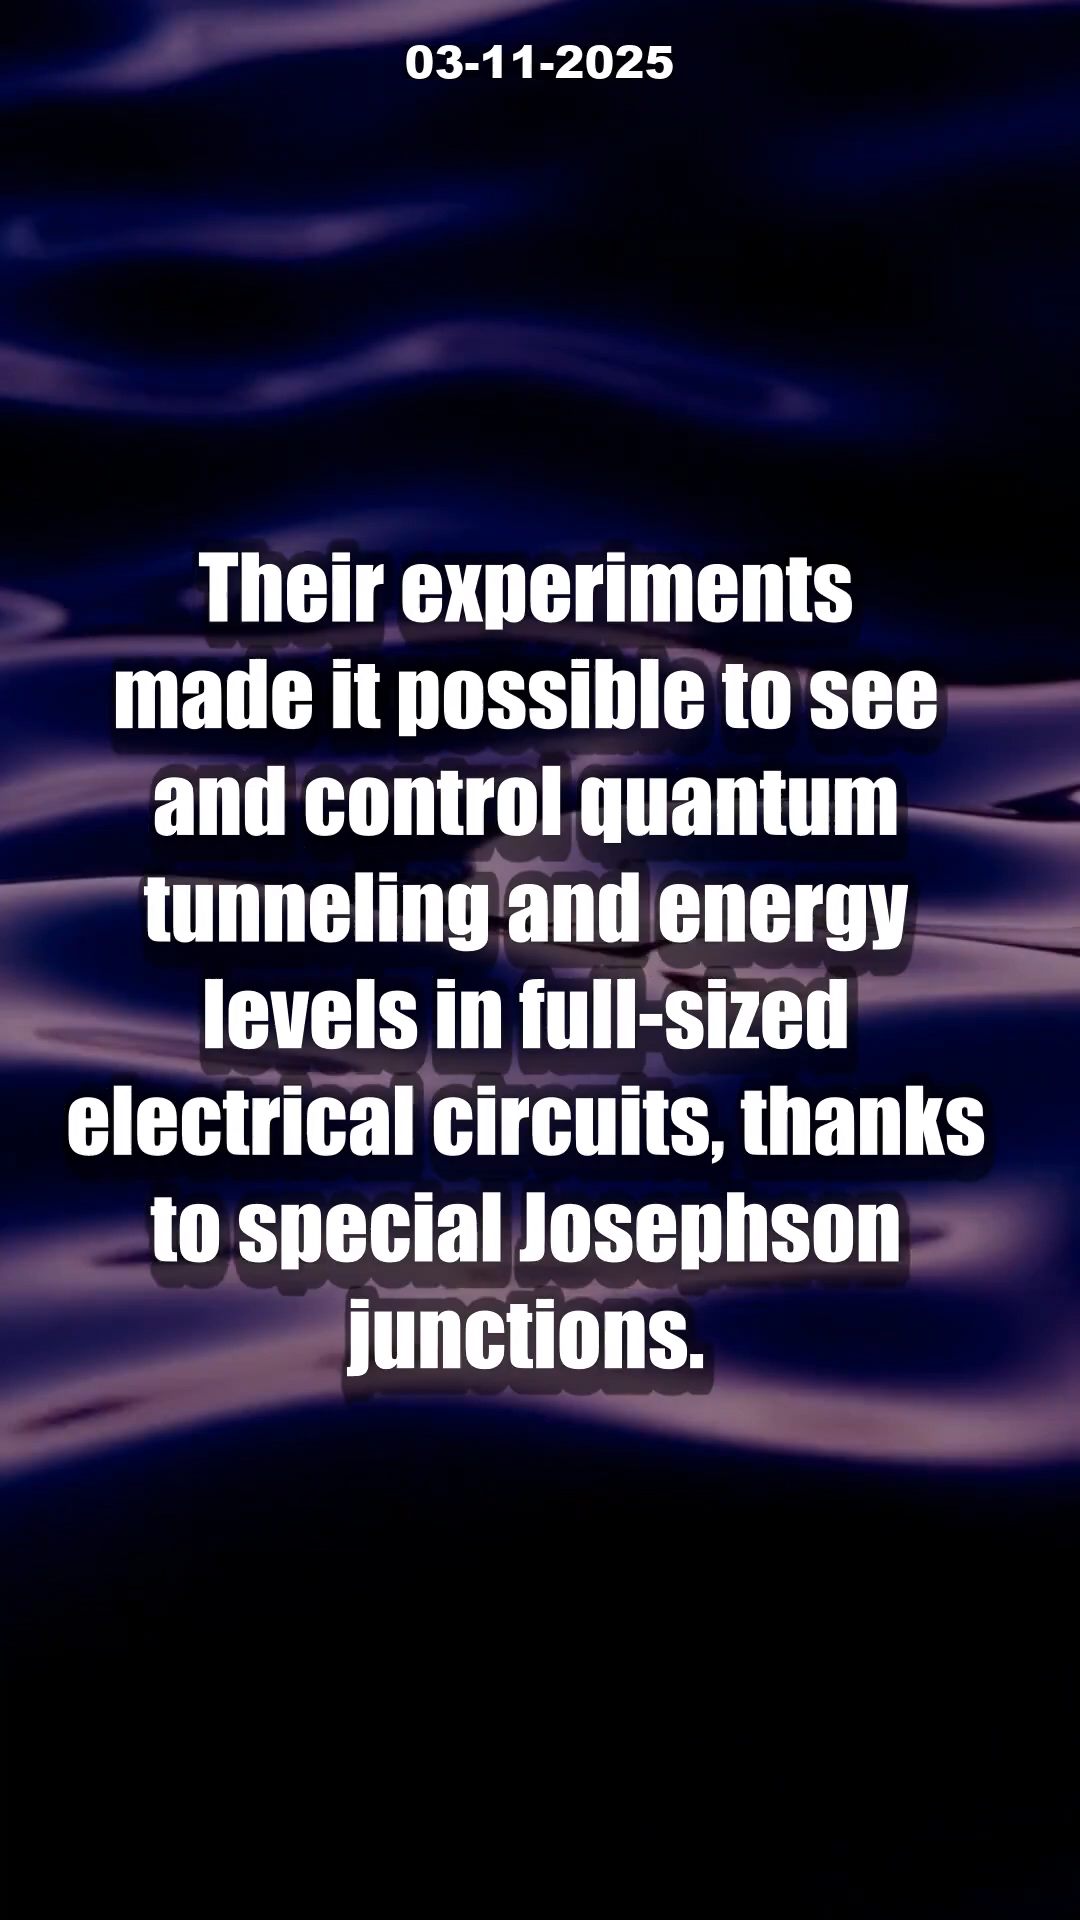 03-11-2025
Their experiments
made it possible to see
and control quantum
tunneling and energy
levels in full-sized
electrical circuits, thanks
to special Josephson
junctions.